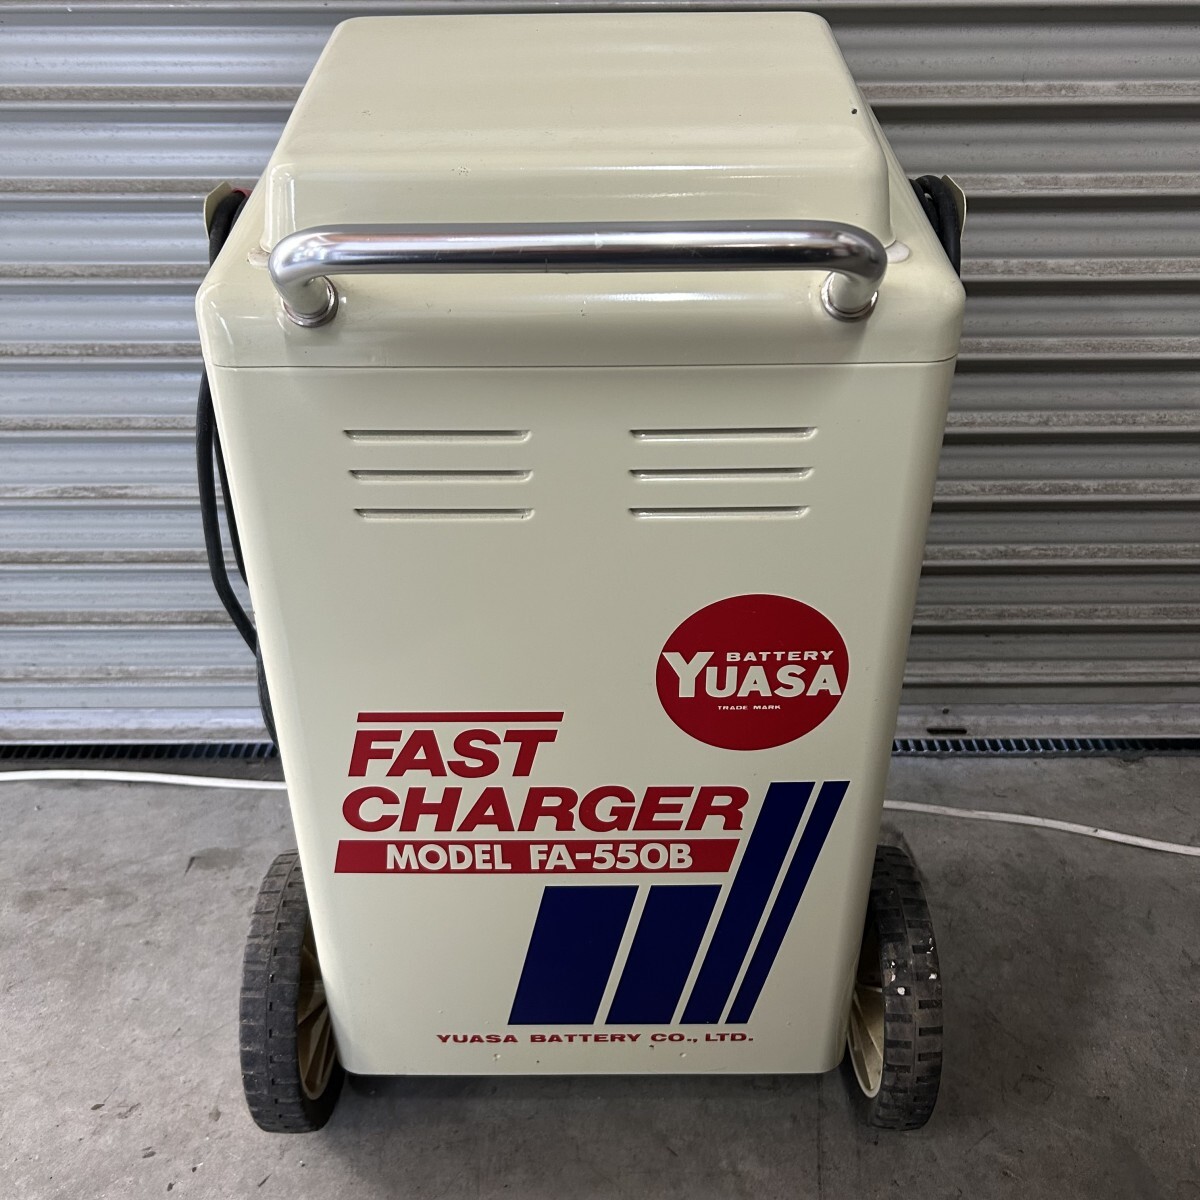 BATTERY
YUASA
TRADE MARK
FAST
CHARGER
MODEL FA-550B
YUASA BATTERY CO., LTD.